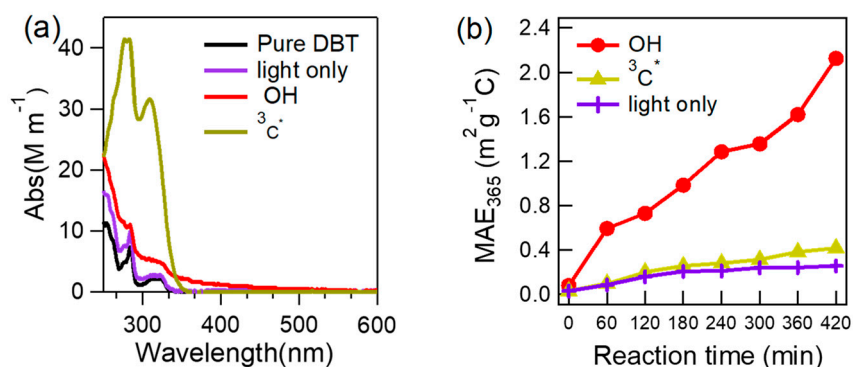 (a)
Pure DBT
light only
OH
³C*
40
30
20
10
0
Abs(M m⁻¹)
300
400
500
600
Wavelength(nm)
(b)
OH
³C*
light only
2.4
2.0
1.6
1.2
0.8
0.4
0.0
MAE₃₆₅ (m² g⁻¹C)
0 60 120 180 240 300 360 420
Reaction time (min)